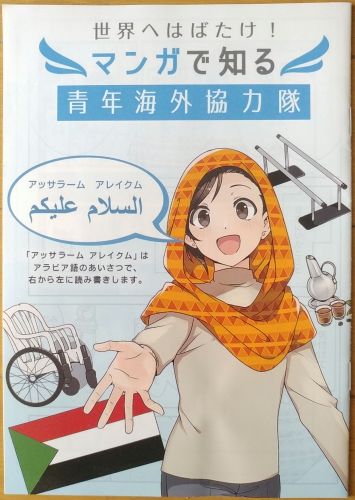 世界へはばたけ！
マンガで知る
青年海外協力隊
アッサラーム　アレイクム
السلام عليكم
「アッサラーム アレイクム」は
アラビア語のあいさつで、
右から左に読み書きします。